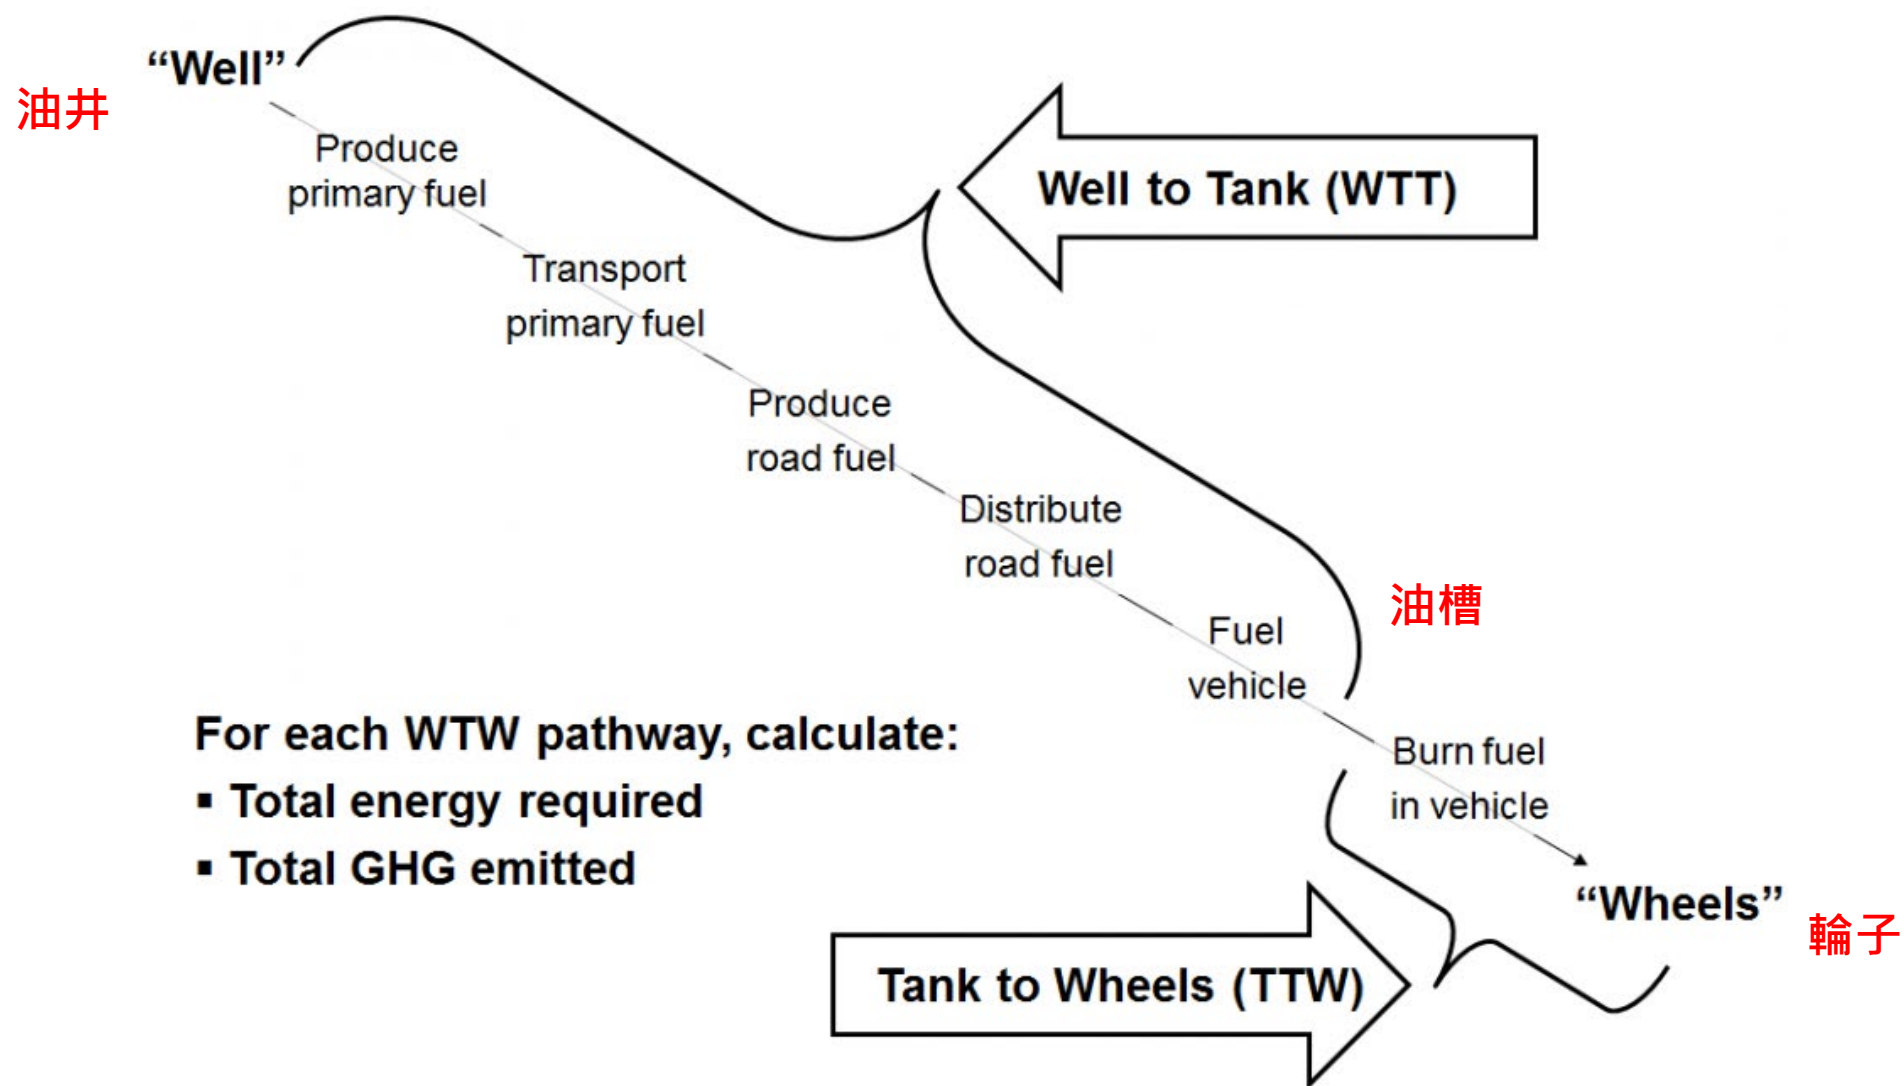 “Well”
油井
Produce
primary fuel
Well to Tank (WTT)
Transport
primary fuel
Produce
road fuel
Distribute
road fuel
油槽
Fuel
vehicle
For each WTW pathway, calculate:
▪ Total energy required
▪ Total GHG emitted
Burn fuel
in vehicle
“Wheels”
輪子
Tank to Wheels (TTW)